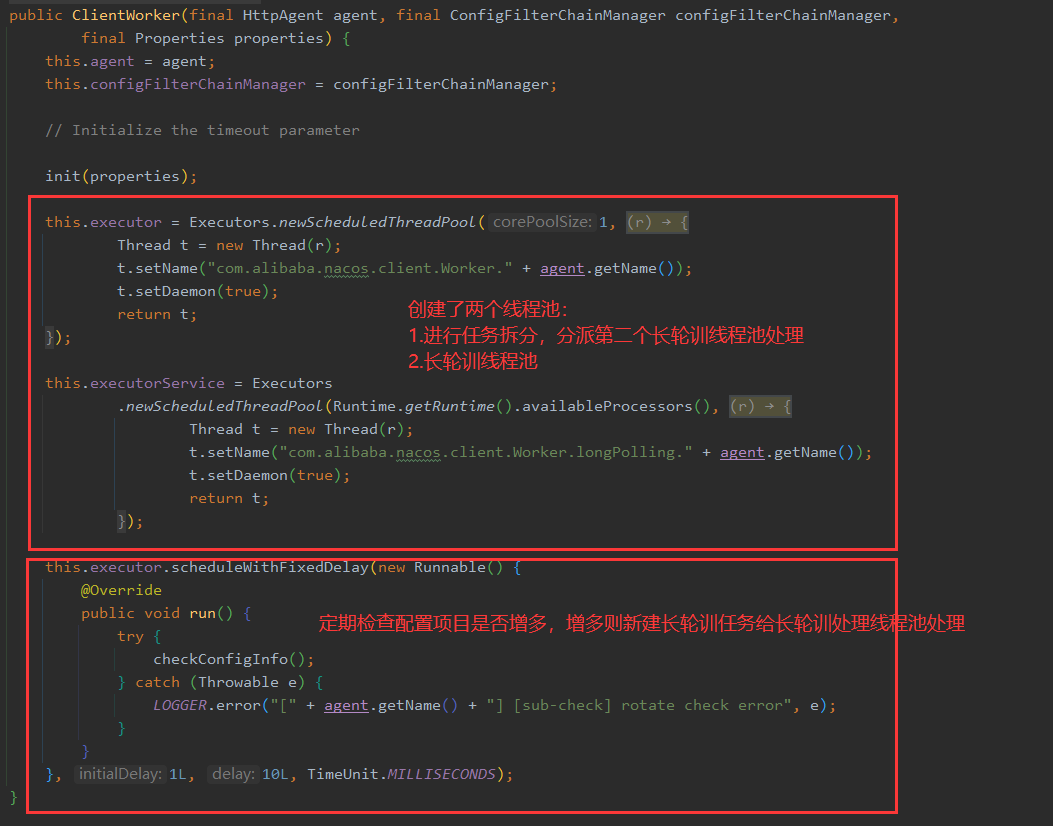 public ClientWorker(final HttpAgent agent, final ConfigFilterChainManager configFilterChainManager,
final Properties properties) {
this.agent = agent;
this.configFilterChainManager = configFilterChainManager;
// Initialize the timeout parameter
init(properties);
this.executor = Executors.newScheduledThreadPool( corePoolSize: 1, (r) → {
Thread t = new Thread(r);
t.setName("com.alibaba.nacos.client.Worker." + agent.getName());
t.setDaemon(true);
return t;
});
创建了两个线程池：
1.进行任务拆分，分派第二个长轮训线程池处理
2.长轮训线程池
this.executorService = Executors
.newScheduledThreadPool(Runtime.getRuntime().availableProcessors(), (r) → {
Thread t = new Thread(r);
t.setName("com.alibaba.nacos.client.Worker.longPolling." + agent.getName());
t.setDaemon(true);
return t;
});
this.executor.scheduleWithFixedDelay(new Runnable() {
@Override
public void run() {
定期检查配置项目是否增多，增多则新建长轮训任务给长轮训处理线程池处理
try {
checkConfigInfo();
} catch (Throwable e) {
LOGGER.error("[" + agent.getName() + "] [sub-check] rotate check error", e);
}
}
}, initialDelay: 1L, delay: 10L, TimeUnit.MILLISECONDS);
}